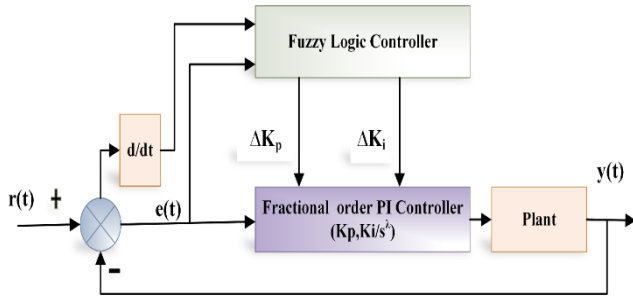 Fuzzy Logic Controller
d/dt
ΔKp
ΔKi
r(t)
+
e(t)
Fractional order PI Controller
(Kp,Ki/s^λ)
Plant
y(t)
-